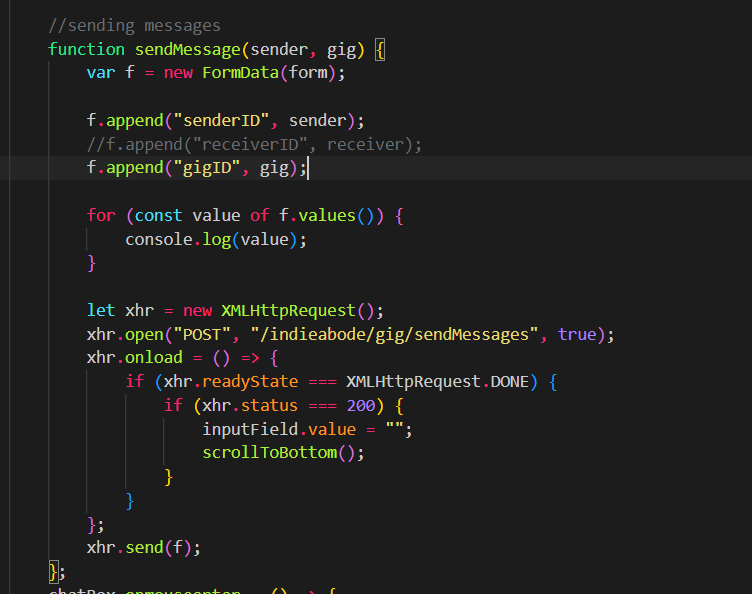 //sending messages
function sendMessage(sender, gig) {
var f = new FormData(form);
f.append("senderID", sender);
//f.append("receiverID", receiver);
f.append("gigID", gig);
for (const value of f.values()) {
console.log(value);
}
let xhr = new XMLHttpRequest();
xhr.open("POST", "/indieabode/gig/sendMessages", true);
xhr.onload = () => {
if (xhr.readyState === XMLHttpRequest.DONE) {
if (xhr.status === 200) {
inputField.value = "";
scrollToBottom();
}
}
};
xhr.send(f);
};
chatBox.onmouseenter = () => {